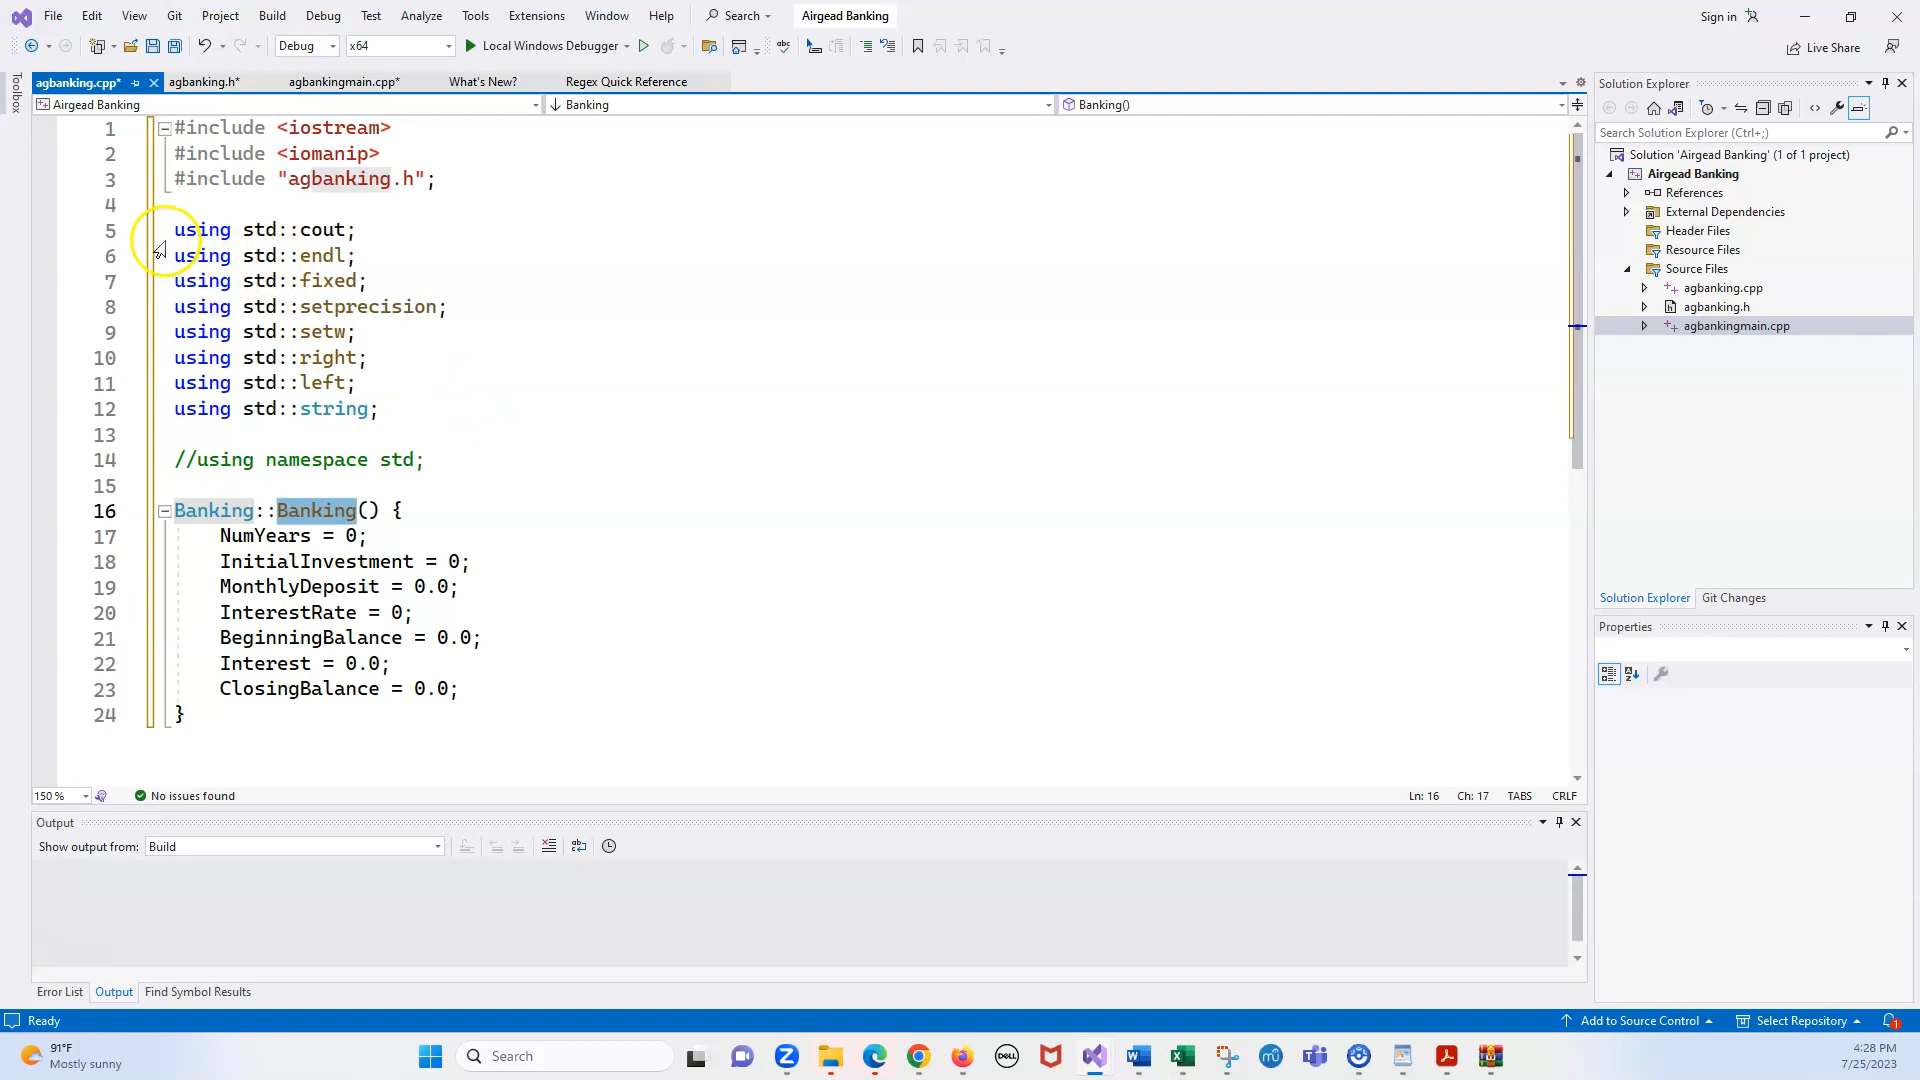 File Edit View Git Project Build Debug Test Analyze Tools Extensions Window Help Search Airgead Banking Sign in
Debug x64 Local Windows Debugger Live Share
Toolbox
agbanking.cpp* agbanking.h* agbankingmain.cpp* What's New? Regex Quick Reference
Airgead Banking Banking Banking()
1 #include <iostream>
2 #include <iomanip>
3 #include "agbanking.h";
4
5 using std::cout;
6 using std::endl;
7 using std::fixed;
8 using std::setprecision;
9 using std::setw;
10 using std::right;
11 using std::left;
12 using std::string;
13
14 //using namespace std;
15
16 Banking::Banking() {
17 NumYears = 0;
18 InitialInvestment = 0;
19 MonthlyDeposit = 0.0;
20 InterestRate = 0;
21 BeginningBalance = 0.0;
22 Interest = 0.0;
23 ClosingBalance = 0.0;
24 }
150 % No issues found Ln: 16 Ch: 17 TABS CRLF
Output
Show output from: Build
Error List Output Find Symbol Results
Solution Explorer
Search Solution Explorer (Ctrl+;)
Solution 'Airgead Banking' (1 of 1 project)
Airgead Banking
References
External Dependencies
Header Files
Resource Files
Source Files
agbanking.cpp
agbanking.h
agbankingmain.cpp
Solution Explorer Git Changes
Properties
Ready Add to Source Control Select Repository 1
91°F
Mostly sunny
Search
DELL
4:28 PM
7/25/2023